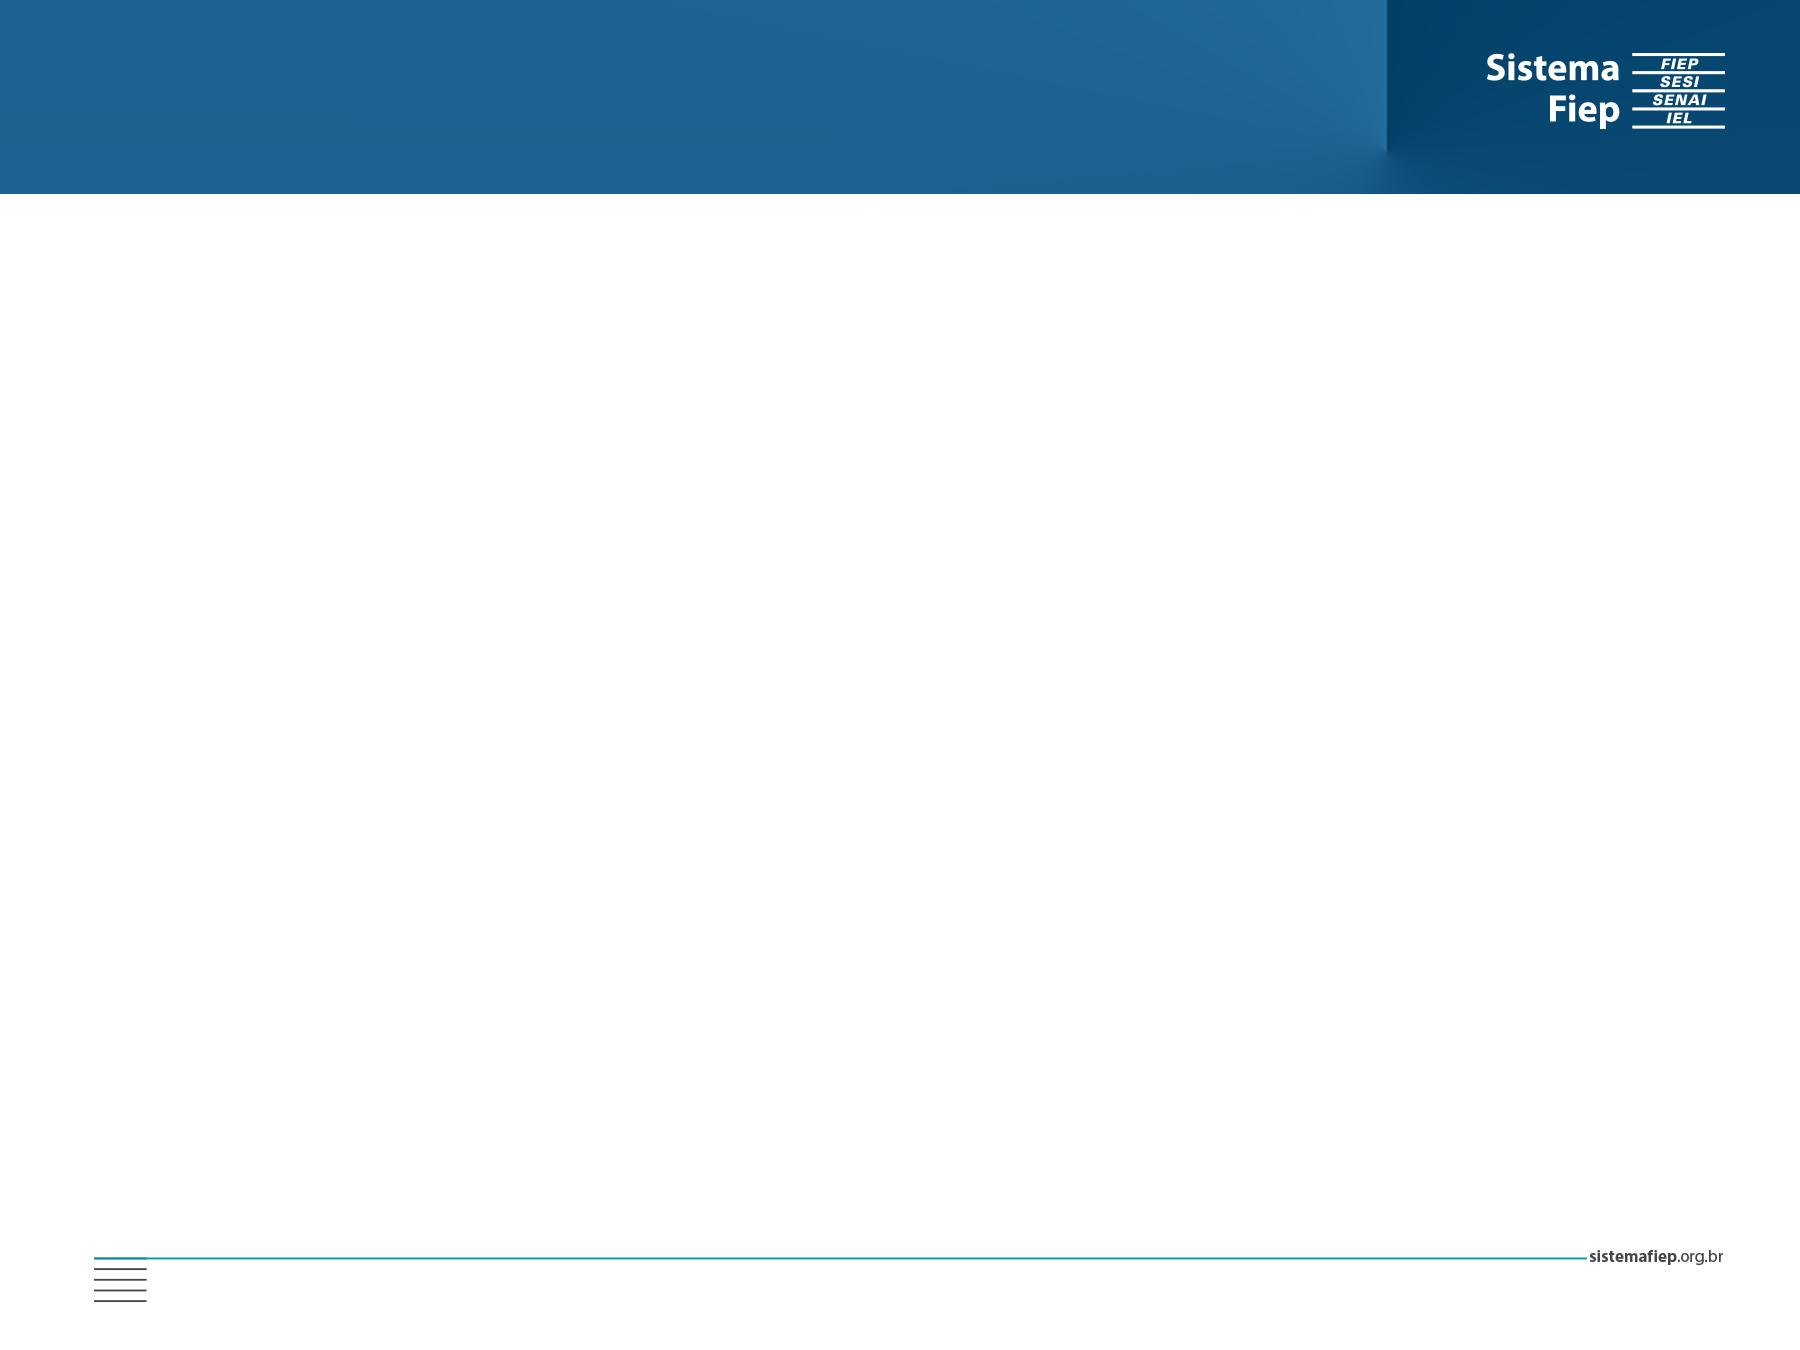 Sistema
Fiep
FIEP
SESI
SENAI
IEL
sistemafiep.org.br